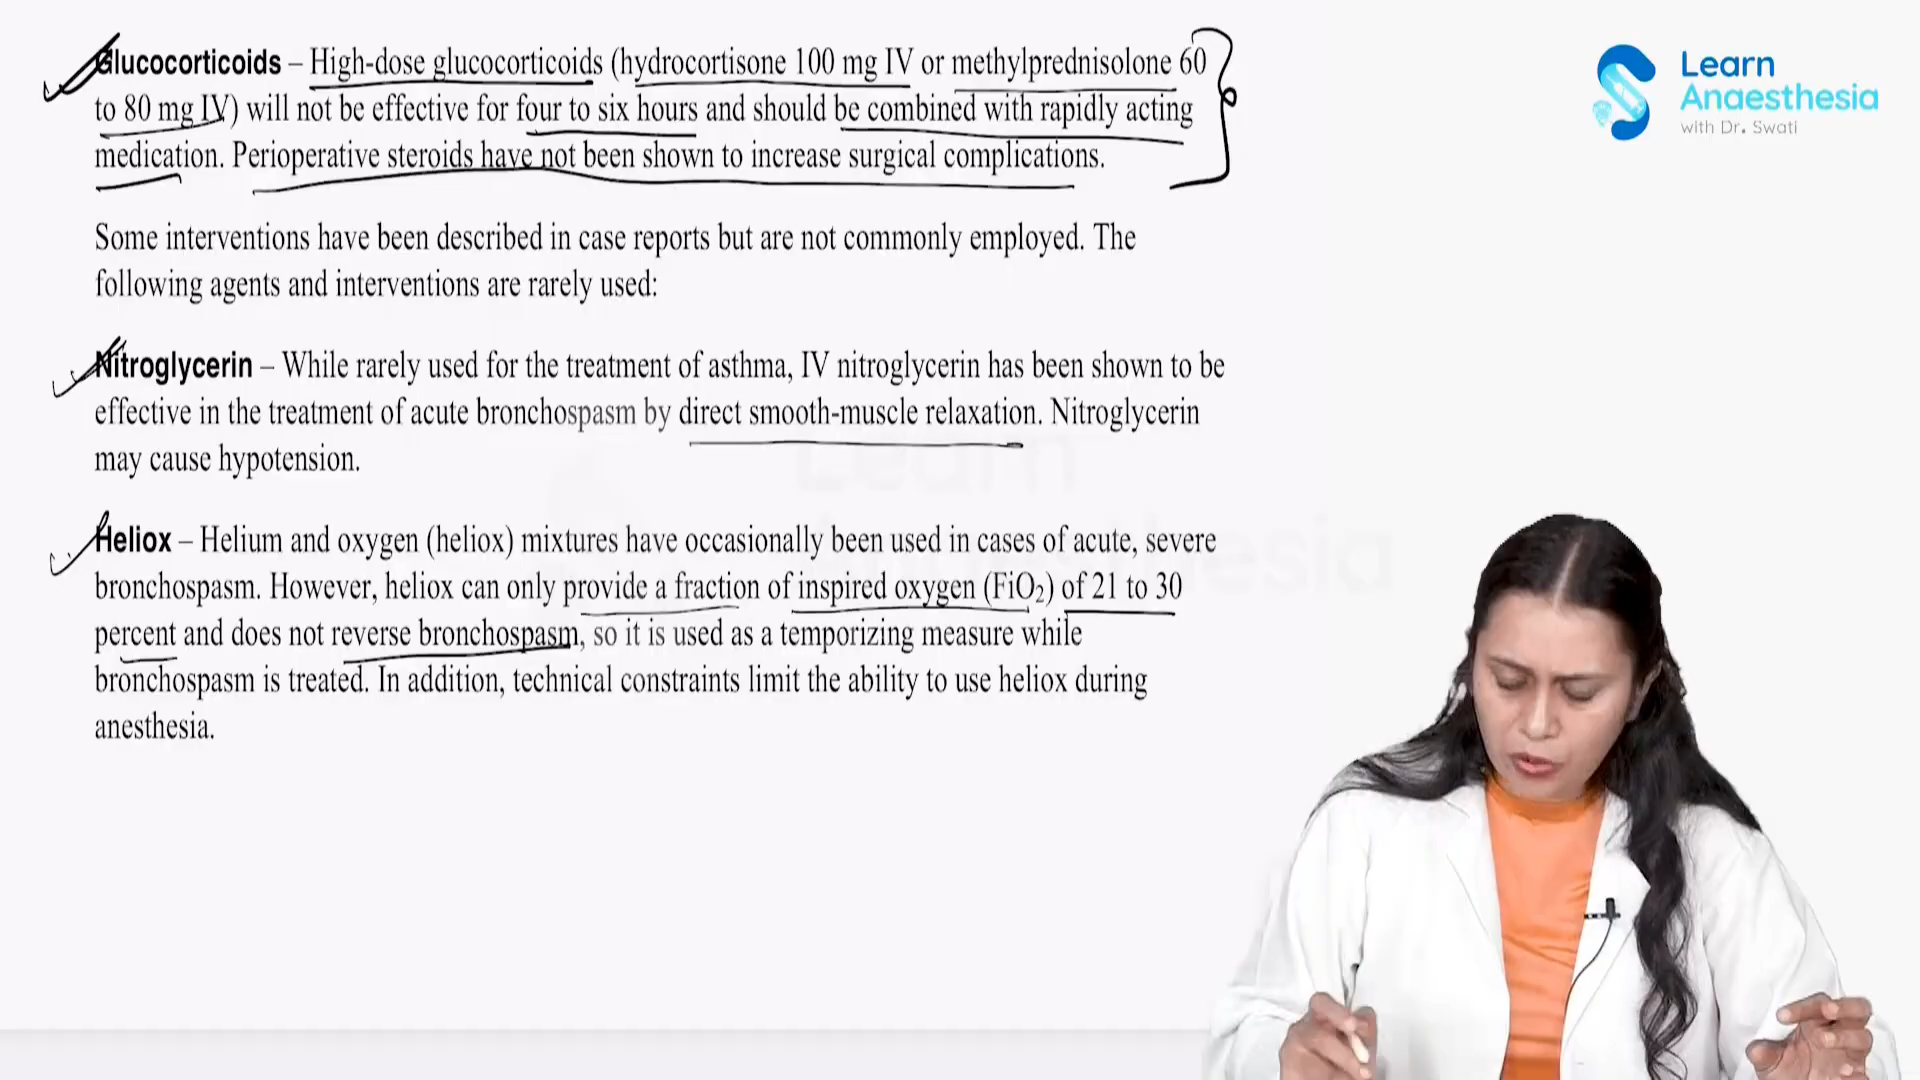 Glucocorticoids – High-dose glucocorticoids (hydrocortisone 100 mg IV or methylprednisolone 60
to 80 mg IV) will not be effective for four to six hours and should be combined with rapidly acting
medication. Perioperative steroids have not been shown to increase surgical complications.
Some interventions have been described in case reports but are not commonly employed. The
following agents and interventions are rarely used:
Nitroglycerin – While rarely used for the treatment of asthma, IV nitroglycerin has been shown to be
effective in the treatment of acute bronchospasm by direct smooth-muscle relaxation. Nitroglycerin
may cause hypotension.
Heliox – Helium and oxygen (heliox) mixtures have occasionally been used in cases of acute, severe
bronchospasm. However, heliox can only provide a fraction of inspired oxygen (FiO₂) of 21 to 30
percent and does not reverse bronchospasm, so it is used as a temporizing measure while
bronchospasm is treated. In addition, technical constraints limit the ability to use heliox during
anesthesia.
Learn
Anaesthesia
with Dr. Swati
Learn
Anaesthesia